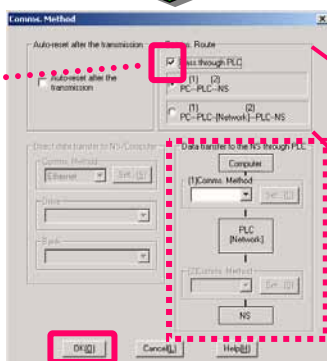 Comms. Method
Auto-reset after the transmission
Auto-reset after the
transmission
Comms. Route
Pass through PLC
(1) (2)
PC--PLC--NS
(1) (2)
PC--PLC-[Network]--PLC-NS
Direct data transfer to NS/Computer
Comms. Method
Ethernet
Set
Drive
Bank
Data transfer to the NS through PLC
Computer
(1)Comms. Method
Set
PLC
[Network]
(2)Comms. Method
Set
NS
OK(O)
Cancel(L)
Help(H)